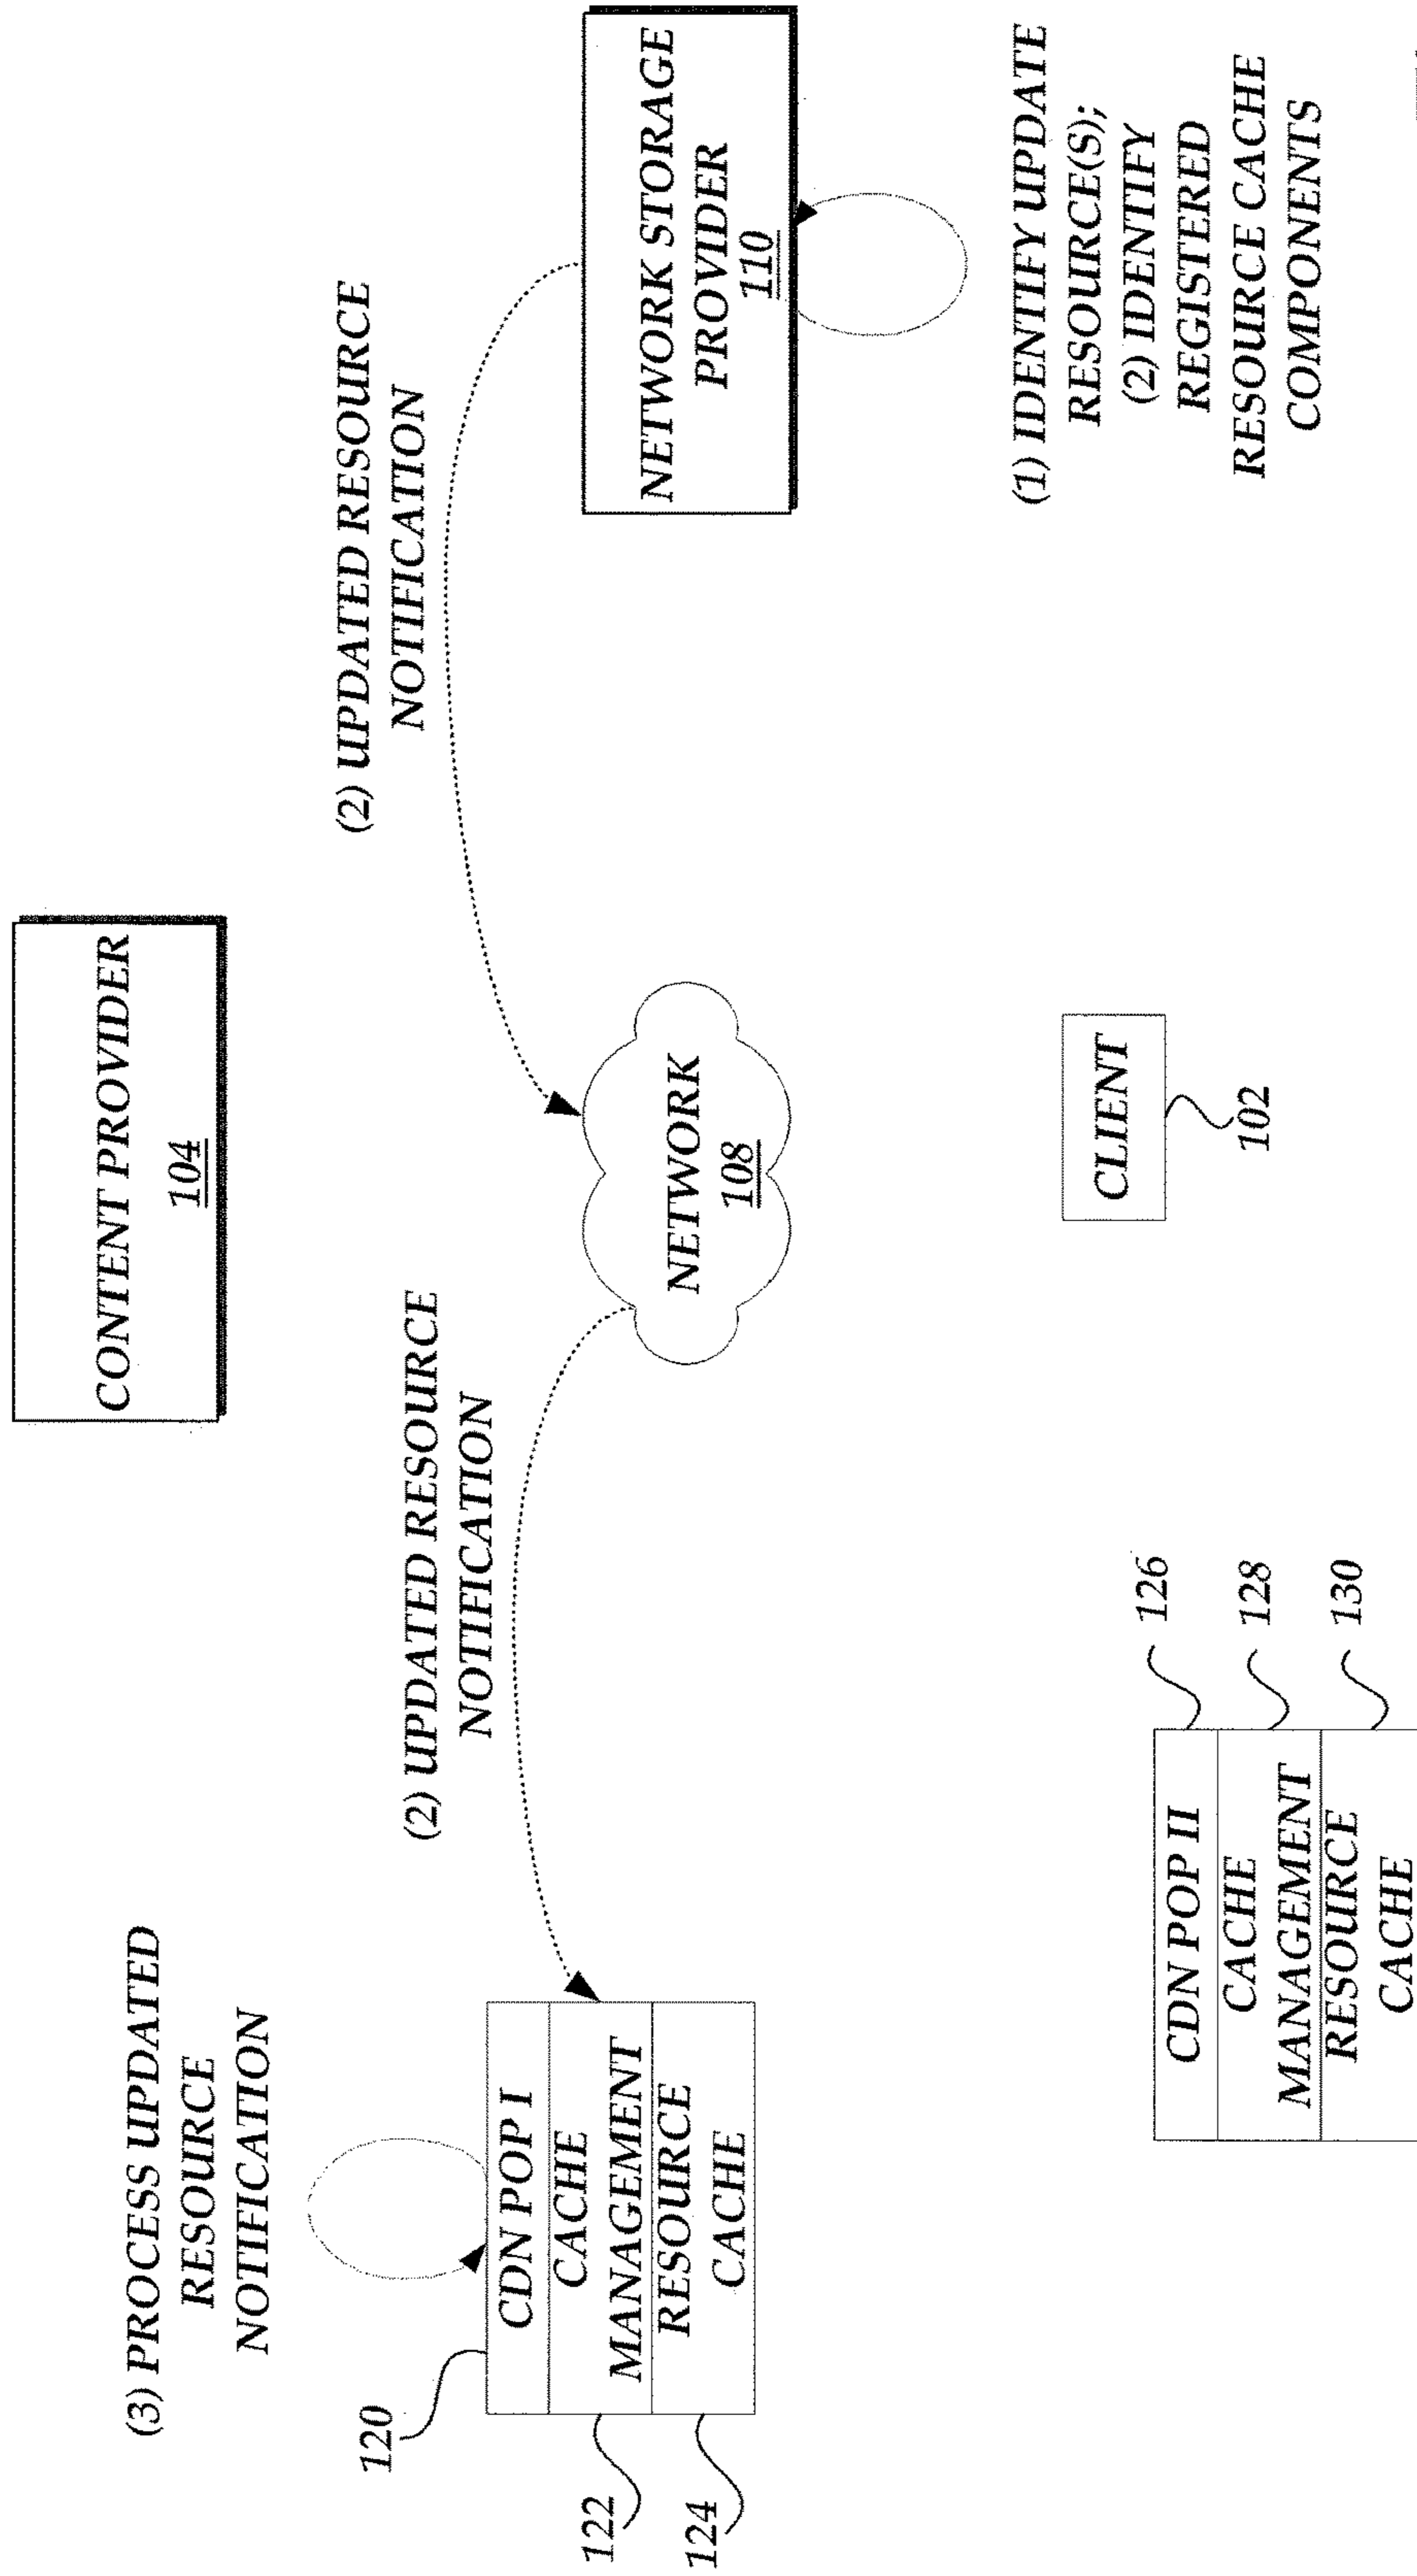 CONTENT PROVIDER
104
(3) PROCESS UPDATED
RESOURCE
NOTIFICATION
(2) UPDATED RESOURCE
NOTIFICATION
(2) UPDATED RESOURCE
NOTIFICATION
120
122
124
CDN POP I
CACHE
MANAGEMENT
RESOURCE
CACHE
NETWORK
108
NETWORK STORAGE
PROVIDER
110
(1) IDENTIFY UPDATE
RESOURCE(S);
(2) IDENTIFY
REGISTERED
RESOURCE CACHE
COMPONENTS
CLIENT
102
CDN POP II
CACHE
MANAGEMENT
RESOURCE
CACHE
126
128
130